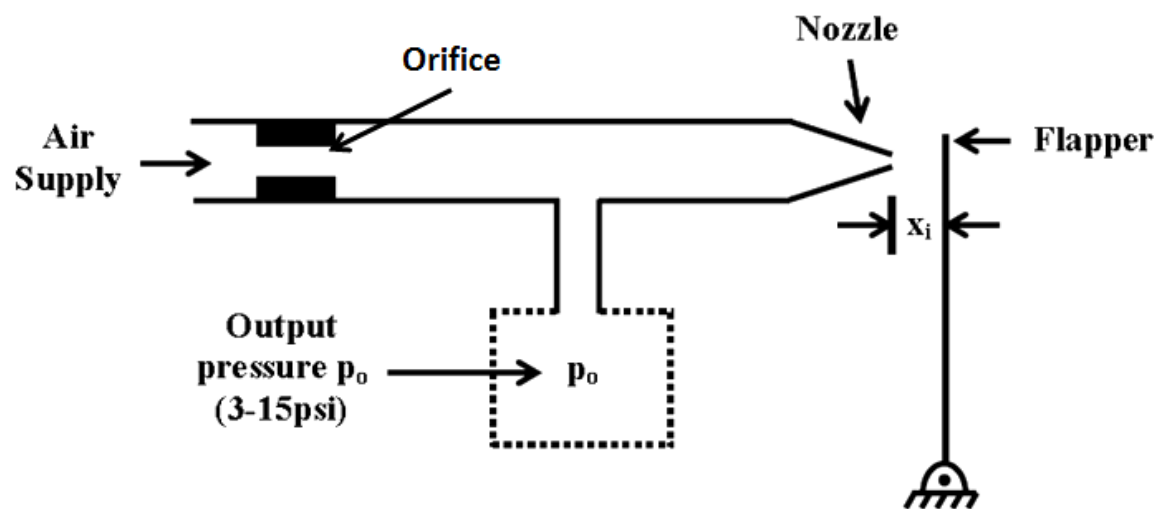 Nozzle
Orifice
Air
Supply
Flapper
xᵢ
Output
pressure pₒ
(3-15psi)
pₒ